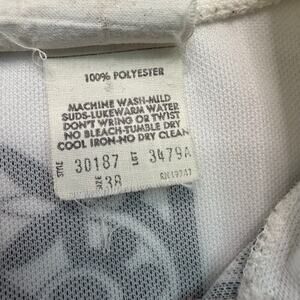 100% POLYESTER
MACHINE WASH-MILD
SUDS-LUKEWARM WATER
DON'T WRING OR TWIST
NO BLEACH-TUMBLE DRY
COOL IRON-NO DRY CLEAN
STYLE 30187 LOT 3479A
SIZE 38